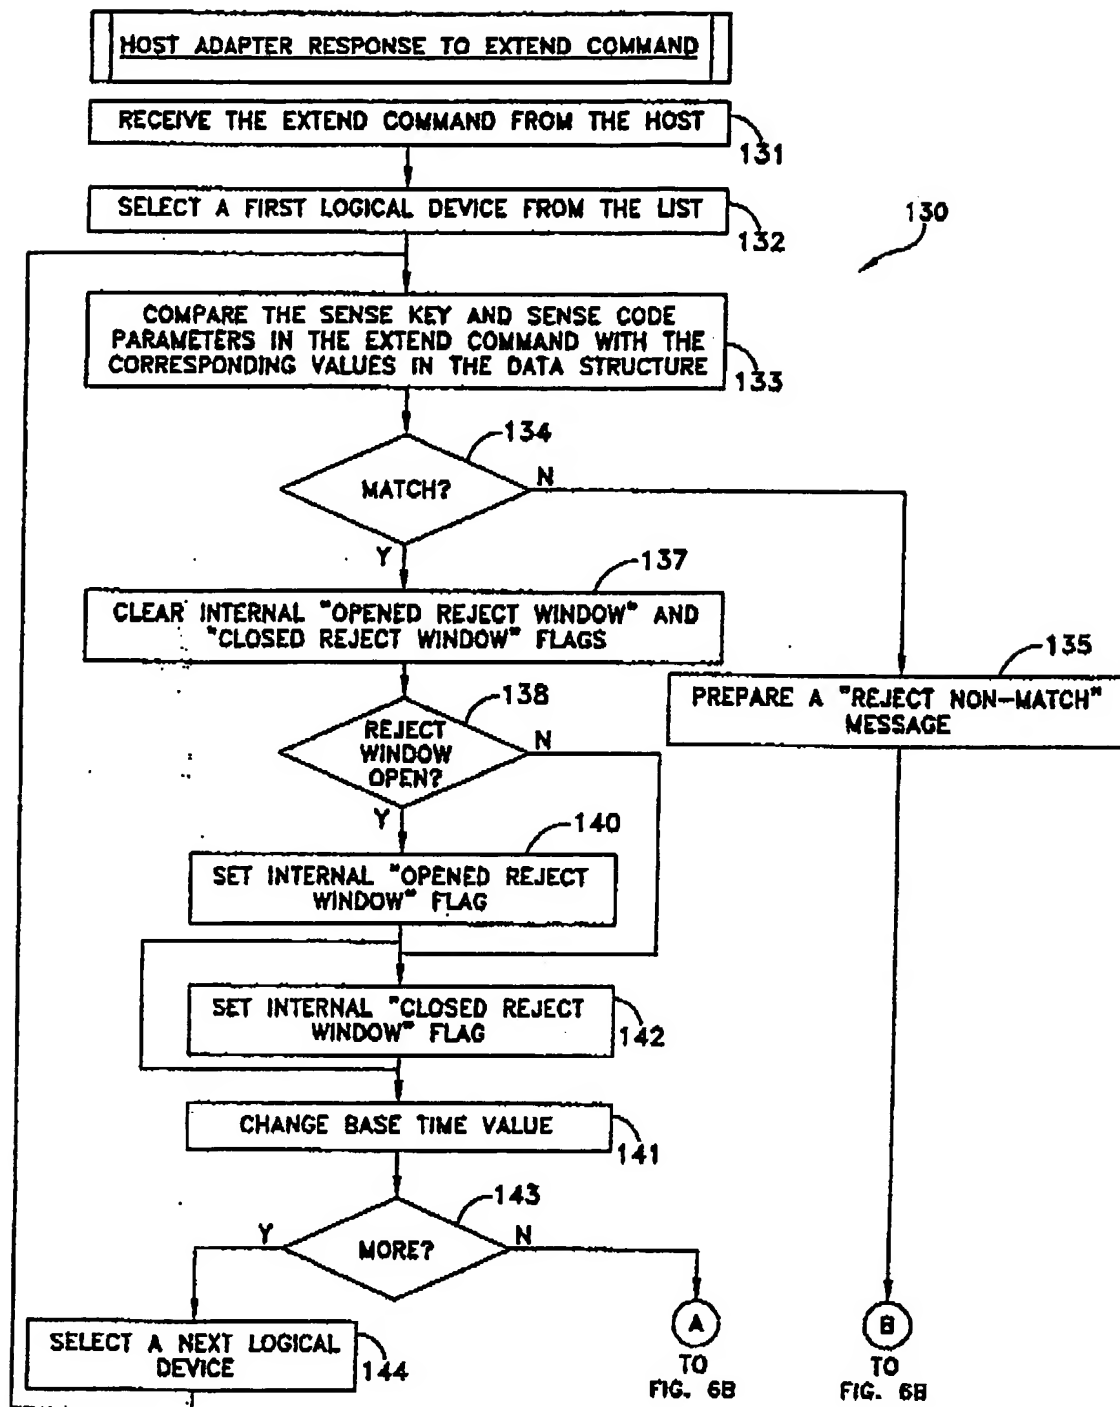 HOST ADAPTER RESPONSE TO EXTEND COMMAND
RECEIVE THE EXTEND COMMAND FROM THE HOST
131
SELECT A FIRST LOGICAL DEVICE FROM THE LIST
132
130
COMPARE THE SENSE KEY AND SENSE CODE
PARAMETERS IN THE EXTEND COMMAND WITH THE
CORRESPONDING VALUES IN THE DATA STRUCTURE
133
134
MATCH?
N
Y
137
CLEAR INTERNAL "OPENED REJECT WINDOW" AND
"CLOSED REJECT WINDOW" FLAGS
135
PREPARE A "REJECT NON-MATCH"
MESSAGE
138
REJECT
WINDOW
OPEN?
N
Y
140
SET INTERNAL "OPENED REJECT
WINDOW" FLAG
SET INTERNAL "CLOSED REJECT
WINDOW" FLAG
142
CHANGE BASE TIME VALUE
141
143
Y
MORE?
N
SELECT A NEXT LOGICAL
DEVICE
144
A
TO
FIG. 6B
B
TO
FIG. 6B